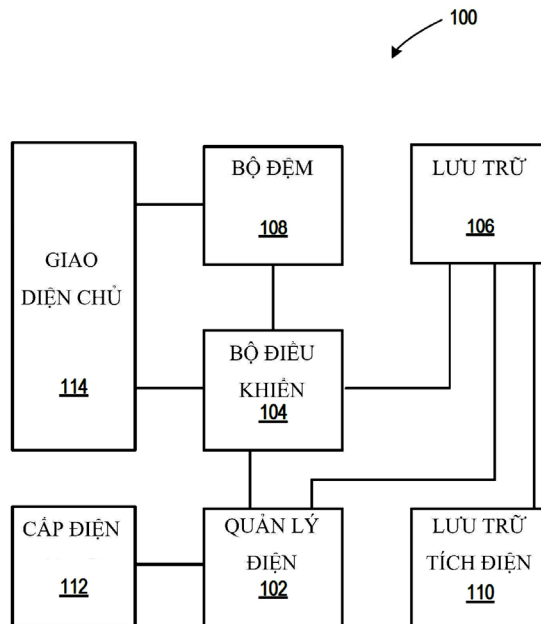 100
BỘ ĐỆM
108
LƯU TRỮ
106
GIAO
DIỆN CHỦ
114
BỘ ĐIỀU
KHIỂN
104
CẤP ĐIỆN
112
QUẢN LÝ
ĐIỆN
102
LƯU TRỮ
TÍCH ĐIỆN
110